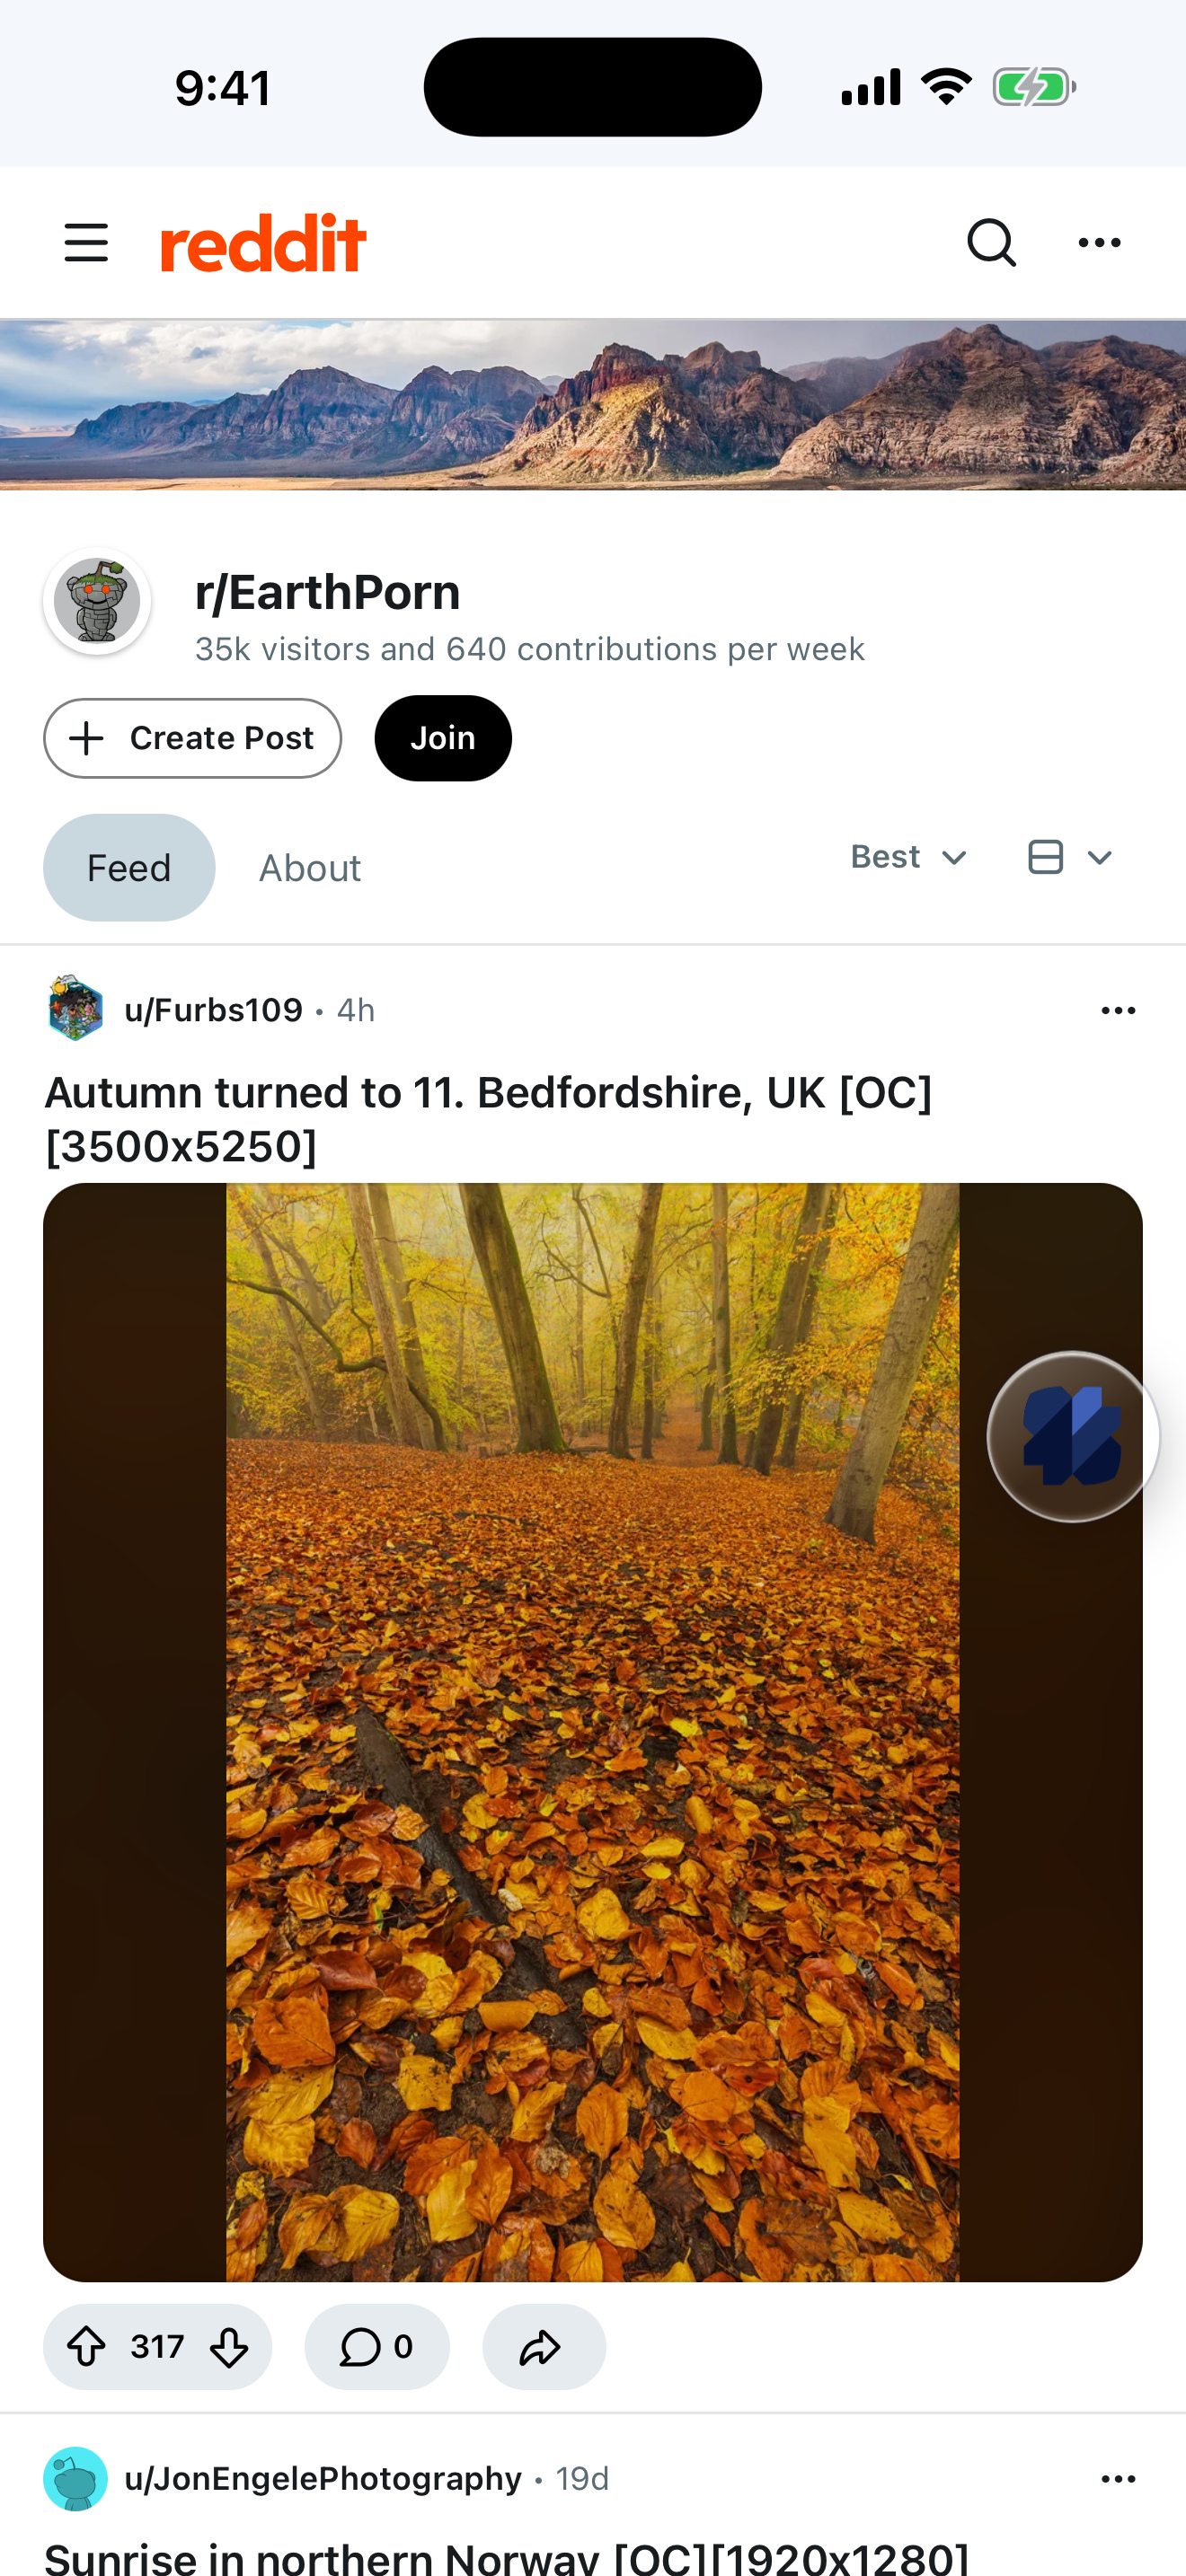 9:41
reddit
r/EarthPorn
35k visitors and 640 contributions per week
Create Post
Join
Feed
About
Best
u/Furbs109 • 4h
Autumn turned to 11. Bedfordshire, UK [OC]
[3500x5250]
317
0
u/JonEngelePhotography • 19d
Sunrise in northern Norway [OC][1920x1280]